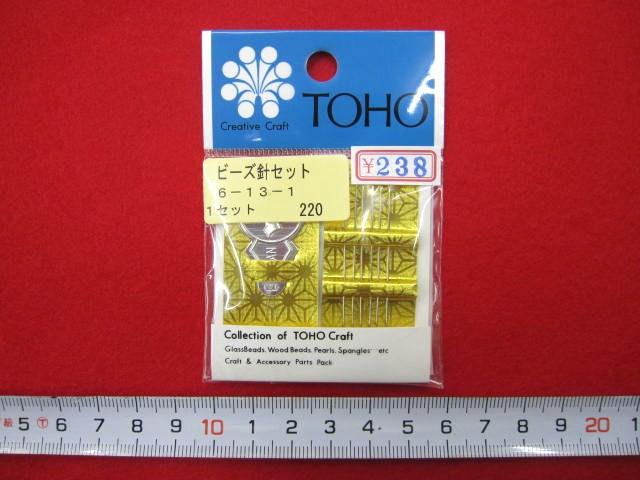 TOHO
Creative Craft
¥238
ビーズ針セット
6-13-1
1セット 220
Collection of TOHO Craft
GlassBeads. Wood Beads. Pearls. Spangles…etc
Craft & Accessory Parts Pack
5 6 7 8 9 10 1 2 3 4 5 6 7 8 9 20 1